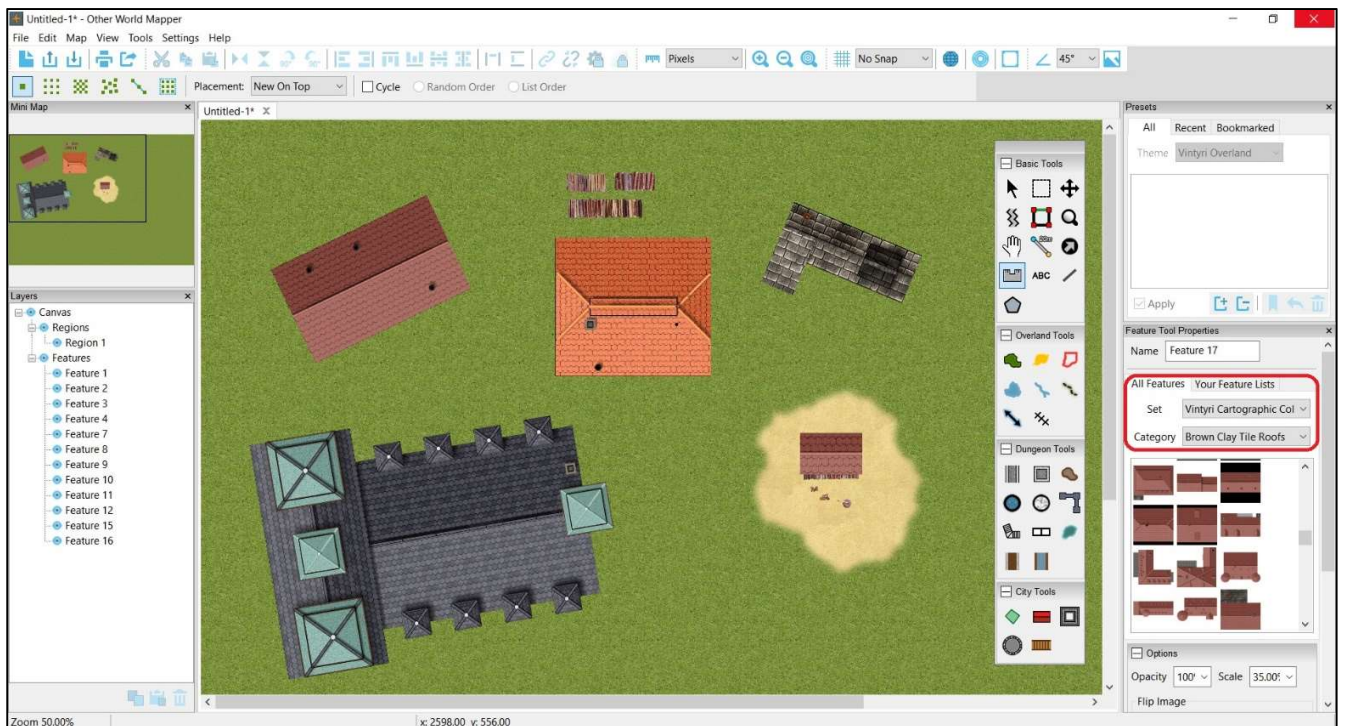 Untitled-1* - Other World Mapper
File Edit Map View Tools Settings Help
Pixels No Snap 45°
Placement: New On Top Cycle Random Order List Order
Mini Map
Untitled-1*
Layers
Canvas
Regions
Region 1
Features
Feature 1
Feature 2
Feature 3
Feature 4
Feature 7
Feature 8
Feature 9
Feature 10
Feature 11
Feature 12
Feature 15
Feature 16
Basic Tools
ABC
Overland Tools
Dungeon Tools
City Tools
Presets
All Recent Bookmarked
Theme Vintyri Overland
Apply
Feature Tool Properties
Name Feature 17
All Features Your Feature Lists
Set Vintyri Cartographic Col
Category Brown Clay Tile Roofs
Options
Opacity 100' Scale 35.00%
Flip Image
Zoom 50.00% x: 2598.00 y: 556.00